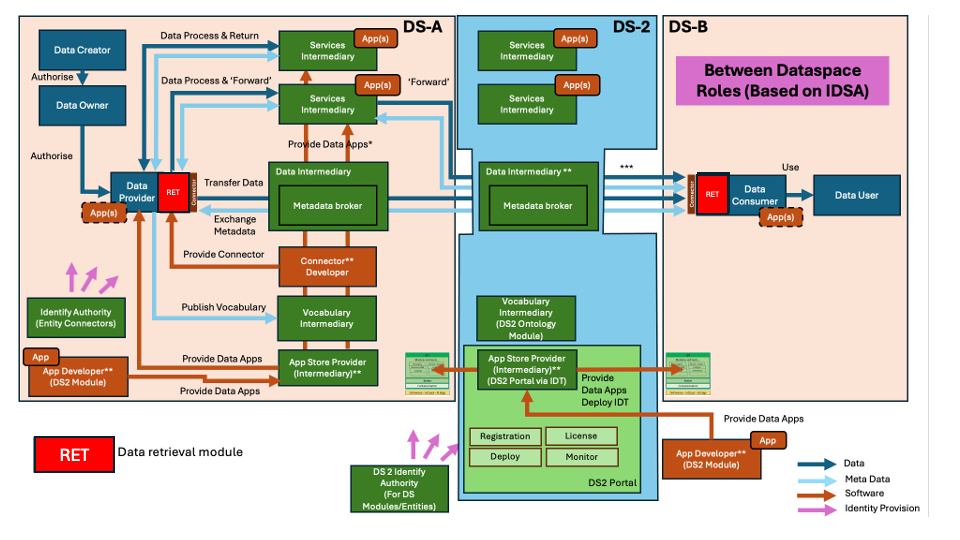 DS-A
DS-2
DS-B
Data Creator
Authorise
Data Owner
Authorise
Data Process & Return
Data Process & ‘Forward’
Services
Intermediary
App(s)
Services
Intermediary
App(s)
‘Forward’
Services
Intermediary
App(s)
Services
Intermediary
App(s)
Between Dataspace
Roles (Based on IDSA)
Provide Data Apps*
Data
Provider
RET
Connector
App(s)
Transfer Data
Exchange
Metadata
Data Intermediary
Metadata broker
Data Intermediary **
Metadata broker
***
Connector
RET
Data
Consumer
App(s)
Use
Data User
Provide Connector
Connector**
Developer
Identify Authority
(Entity Connectors)
Publish Vocabulary
Vocabulary
Intermediary
Vocabulary
Intermediary
(DS2 Ontology
Module)
App
App Developer**
(DS2 Module)
Provide Data Apps
Provide Data Apps
App Store Provider
(Intermediary)**
App Store Provider
(Intermediary)**
(DS2 Portal via IDT)
Provide
Data Apps
Deploy IDT
Provide Data Apps
Registration
License
Deploy
Monitor
DS2 Portal
App
App Developer**
(DS2 Module)
RET
Data retrieval module
DS 2 Identify
Authority
(For DS
Modules/Entities)
Data
Meta Data
Software
Identity Provision